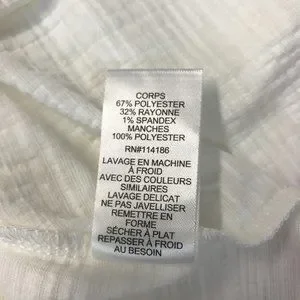 CORPS
67% POLYESTER
32% RAYONNE
1% SPANDEX
MANCHES
100% POLYESTER
RN#114186
LAVAGE EN MACHINE
À FROID
AVEC DES COULEURS
SIMILAIRES
LAVAGE DELICAT
NE PAS JAVELLISER
REMETTRE EN
FORME
SÉCHER À PLAT
REPASSER À FROID
AU BESOIN